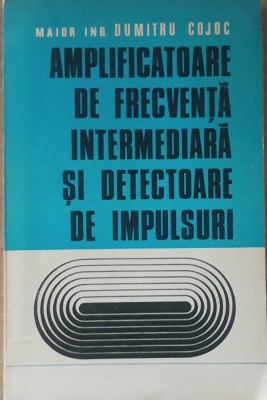 MAIOR ING. DUMITRU COJOC
AMPLIFICATOARE
DE FRECVENȚĂ
INTERMEDIARĂ
ȘI DETECTOARE
DE IMPULSURI